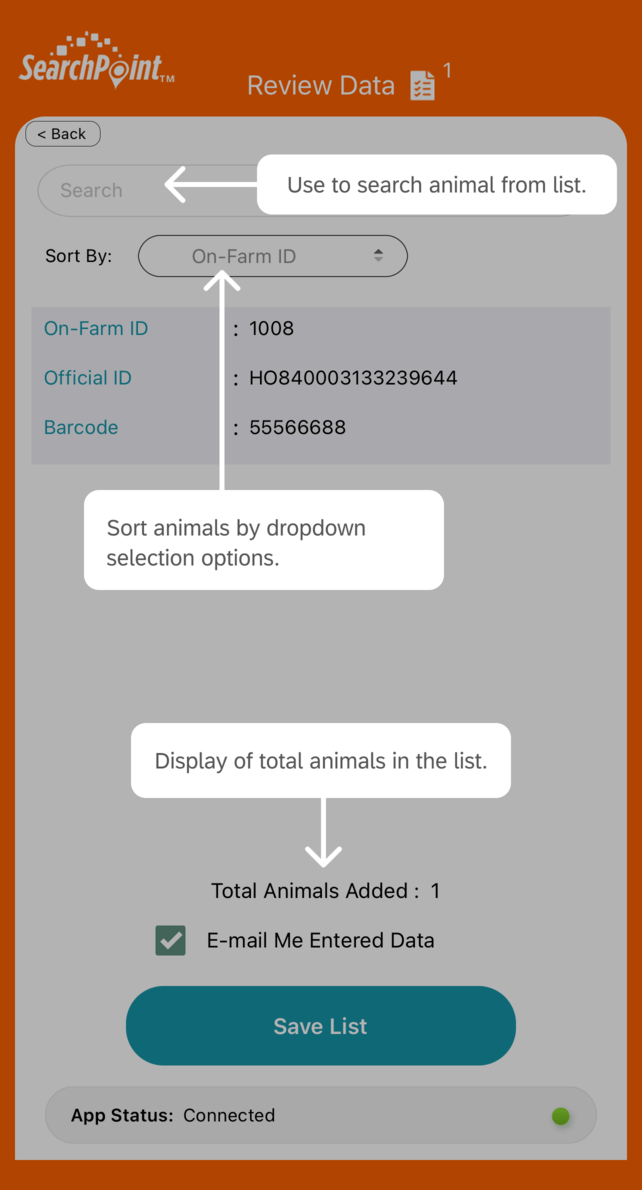 SearchPoint™
Review Data 1
< Back
Search
Use to search animal from list.
Sort By: On-Farm ID
On-Farm ID : 1008
Official ID : HO840003133239644
Barcode : 55566688
Sort animals by dropdown
selection options.
Display of total animals in the list.
Total Animals Added : 1
E-mail Me Entered Data
Save List
App Status: Connected